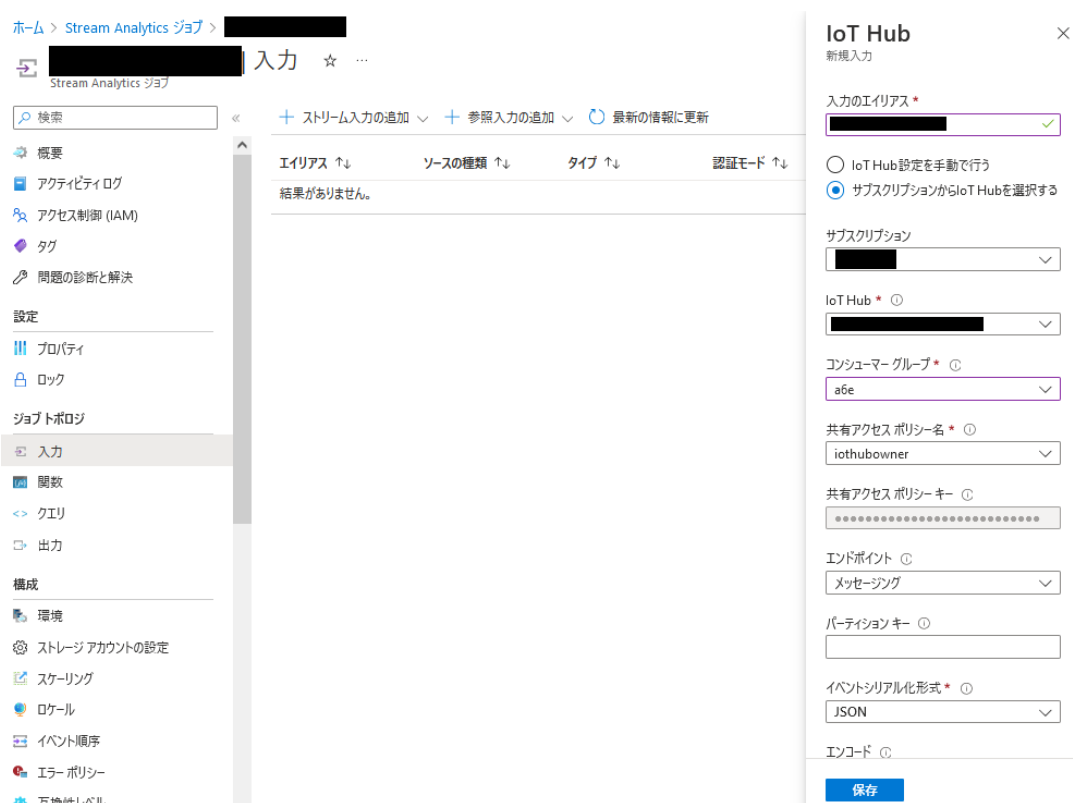 ホーム > Stream Analytics ジョブ >
| 入力 ☆ …
Stream Analytics ジョブ
検索
«
概要
アクティビティ ログ
アクセス制御 (IAM)
タグ
問題の診断と解決
設定
プロパティ
ロック
ジョブ トポロジ
入力
関数
クエリ
出力
構成
環境
ストレージ アカウントの設定
スケーリング
ロケール
イベント順序
エラー ポリシー
互換性レベル
+ ストリーム入力の追加 + 参照入力の追加 最新の情報に更新
エイリアス ↑↓ ソースの種類 ↑↓ タイプ ↑↓ 認証モード ↑↓
結果がありません。
IoT Hub
新規入力
入力のエイリアス *
IoT Hub設定を手動で行う
サブスクリプションからIoT Hubを選択する
サブスクリプション
IoT Hub *
コンシューマー グループ *
a6e
共有アクセス ポリシー名 *
iothubowner
共有アクセス ポリシー キー
エンドポイント
メッセージング
パーティション キー
イベントシリアル化形式 *
JSON
エンコード
保存